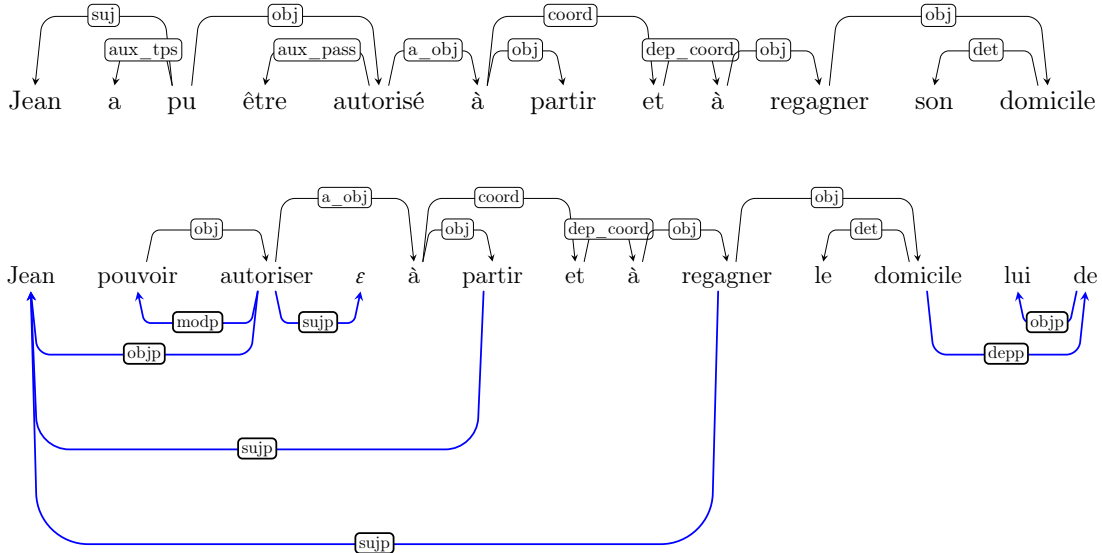 suj obj coord obj
aux_tps aux_pass a_obj obj dep_coord obj det
Jean a pu être autorisé à partir et à regagner son domicile
a_obj coord obj
obj obj dep_coord obj det
Jean pouvoir autoriser ε à partir et à regagner le domicile lui de
modp sujp objp
objp depp
sujp
sujp